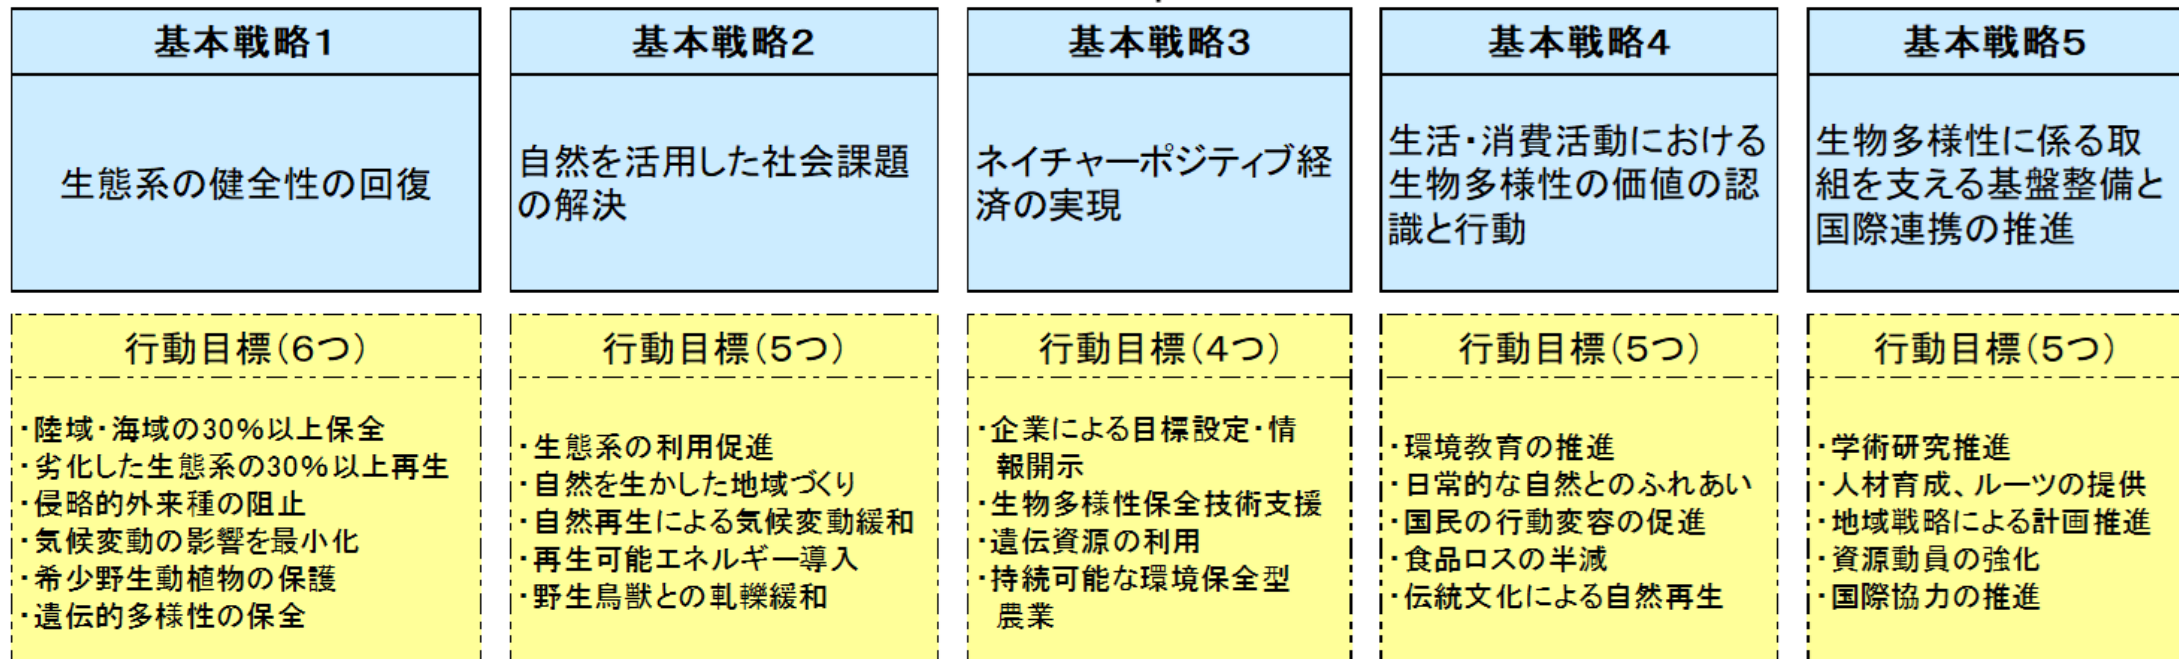 基本戦略1
生態系の健全性の回復
行動目標(6つ)
・陸域・海域の30%以上保全
・劣化した生態系の30%以上再生
・侵略的外来種の阻止
・気候変動の影響を最小化
・希少野生動植物の保護
・遺伝的多様性の保全
基本戦略2
自然を活用した社会課題
の解決
行動目標(5つ)
・生態系の利用促進
・自然を生かした地域づくり
・自然再生による気候変動緩和
・再生可能エネルギー導入
・野生鳥獣との軋轢緩和
基本戦略3
ネイチャーポジティブ経
済の実現
行動目標(4つ)
・企業による目標設定・情
報開示
・生物多様性保全技術支援
・遺伝資源の利用
・持続可能な環境保全型
農業
基本戦略4
生活・消費活動における
生物多様性の価値の認
識と行動
行動目標(5つ)
・環境教育の推進
・日常的な自然とのふれあい
・国民の行動変容の促進
・食品ロスの半減
・伝統文化による自然再生
基本戦略5
生物多様性に係る取
組を支える基盤整備と
国際連携の推進
行動目標(5つ)
・学術研究推進
・人材育成、ルーツの提供
・地域戦略による計画推進
・資源動員の強化
・国際協力の推進